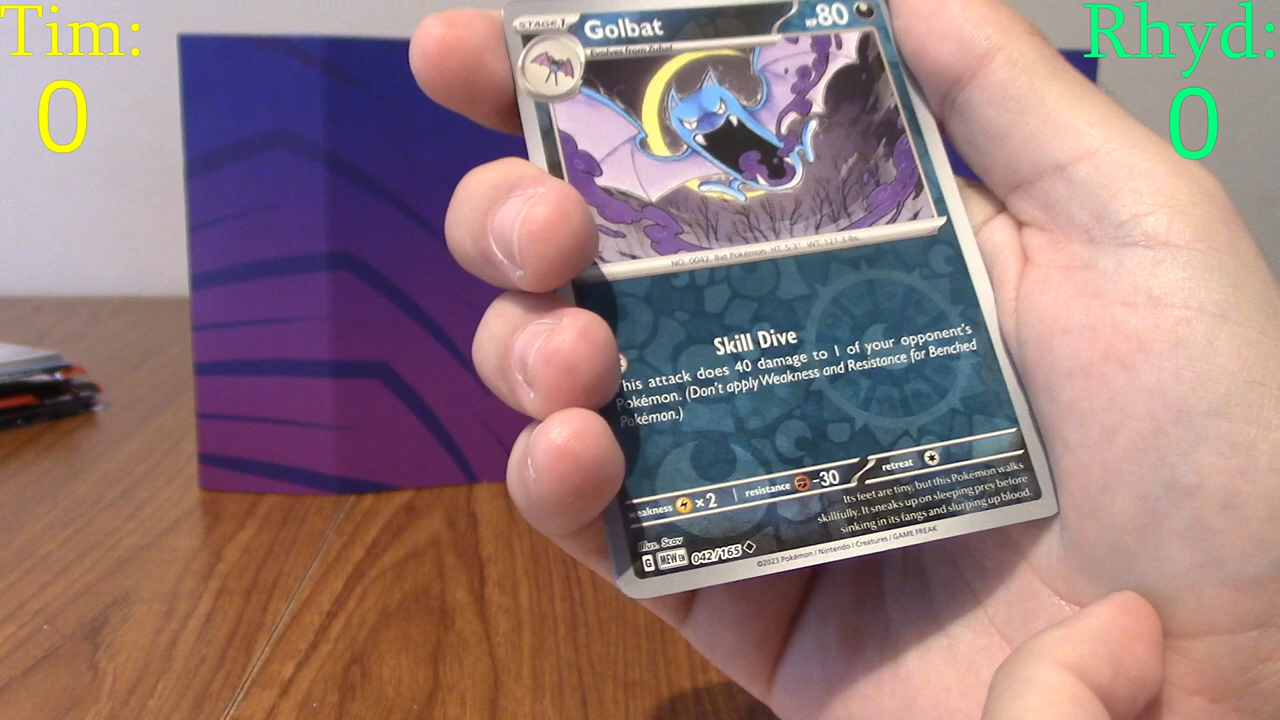 Tim:
0
Rhyd:
0
STAGE 1
Golbat
HP 80
Evolves from Zubat
NO. 0042 Bat Pokémon HT: 5'3" WT: 121.3 lbs.
Skill Dive
This attack does 40 damage to 1 of your opponent's
Pokémon. (Don't apply Weakness and Resistance for Benched
Pokémon.)
weakness ×2
resistance -30
retreat
Its feet are tiny, but this Pokémon walks
skillfully. It sneaks up on sleeping prey before
sinking in its fangs and slurping up blood.
Illus. Scav
G MEW EN 042/165
©2023 Pokémon / Nintendo / Creatures / GAME FREAK